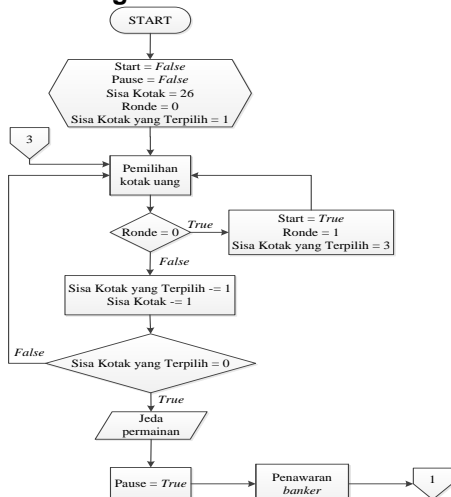 START
Start = False
Pause = False
Sisa Kotak = 26
Ronde = 0
Sisa Kotak yang Terpilih = 1
3
Pemilihan
kotak uang
Ronde = 0
True
Start = True
Ronde = 1
Sisa Kotak yang Terpilih = 3
False
Sisa Kotak yang Terpilih -= 1
Sisa Kotak -= 1
False
Sisa Kotak yang Terpilih = 0
True
Jeda
permainan
Pause = True
Penawaran
banker
1